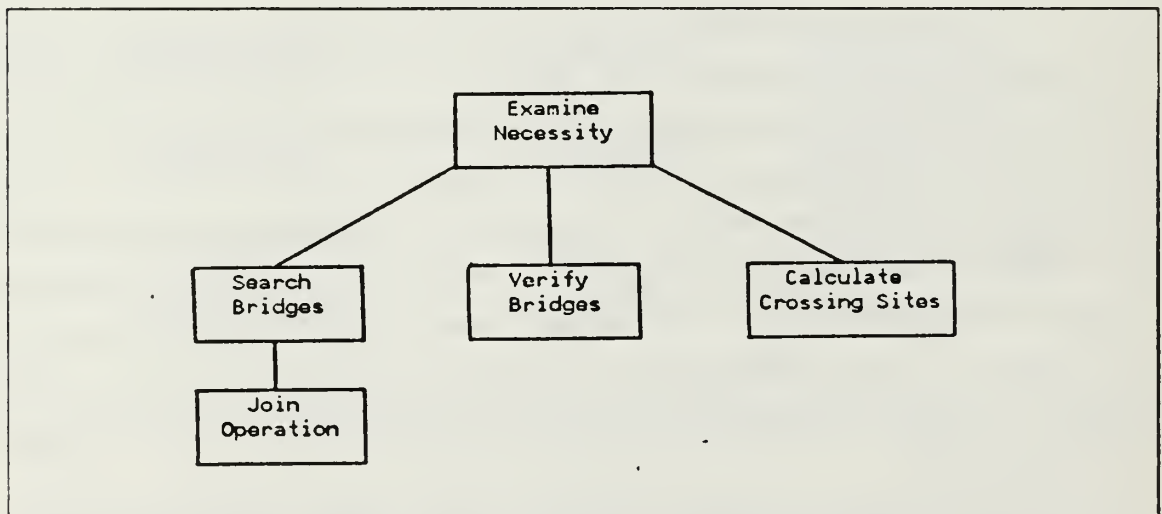 Examine
Necessity
Search
Bridges
Verify
Bridges
Calculate
Crossing Sites
Join
Operation